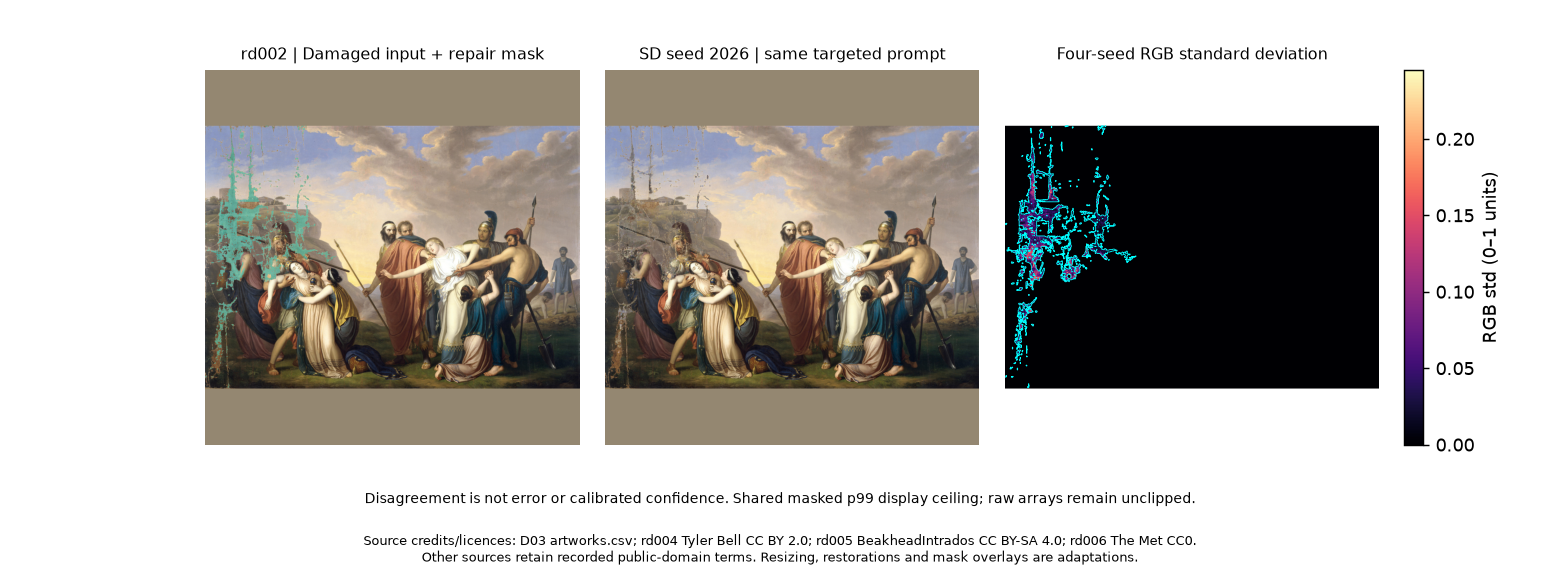 rd002 | Damaged input + repair mask
SD seed 2026 | same targeted prompt
Four-seed RGB standard deviation
0.20
0.15
0.10
0.05
0.00
RGB std (0–1 units)
Disagreement is not error or calibrated confidence. Shared masked p99 display ceiling; raw arrays remain unclipped.
Source credits/licences: D03 artworks.csv; rd004 Tyler Bell CC BY 2.0; rd005 BeakheadIntrados CC BY-SA 4.0; rd006 The Met CC0.
Other sources retain recorded public-domain terms. Resizing, restorations and mask overlays are adaptations.